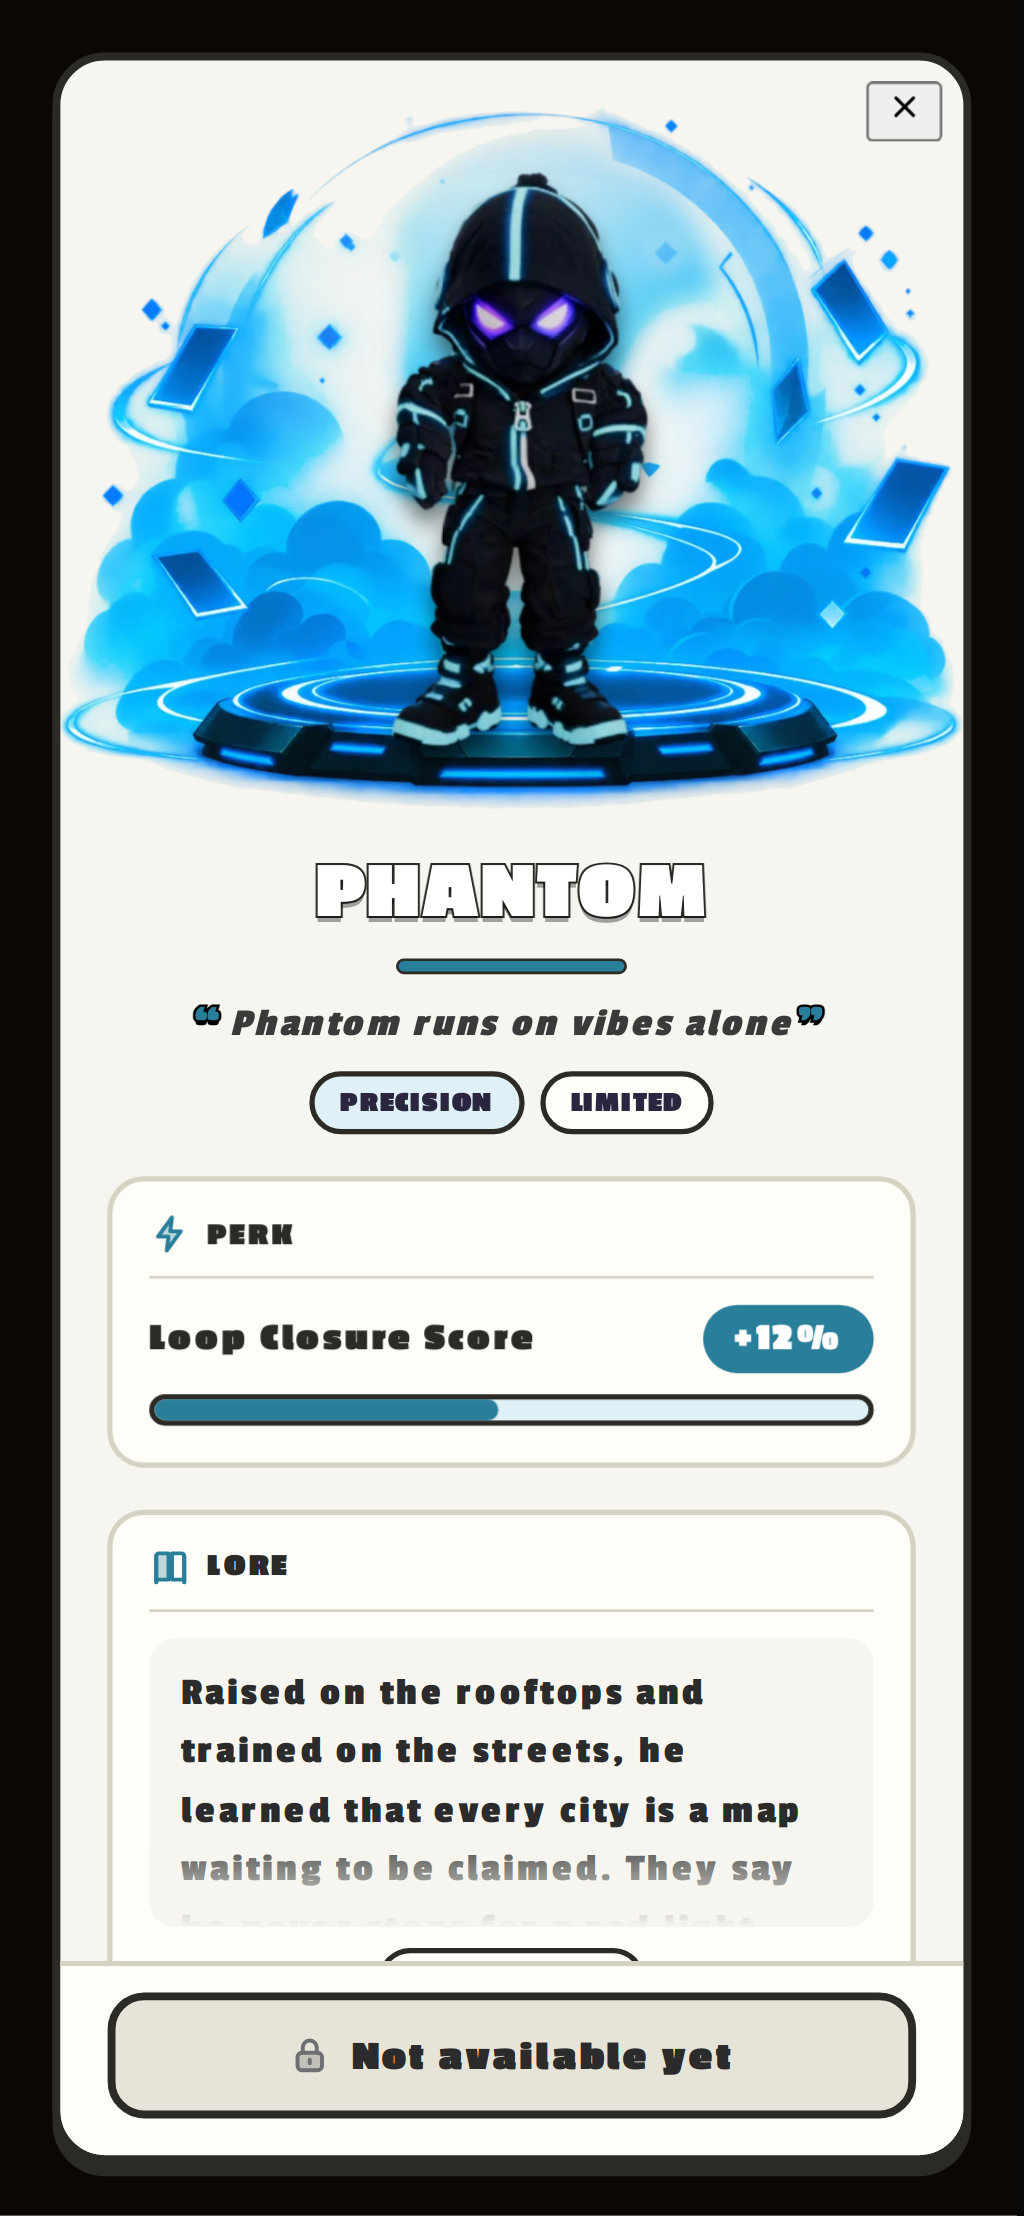 PHANTOM
❝ Phantom runs on vibes alone ❞
PRECISION LIMITED
PERK
Loop Closure Score +12%
LORE
Raised on the rooftops and
trained on the streets, he
learned that every city is a map
waiting to be claimed. They say
Not available yet